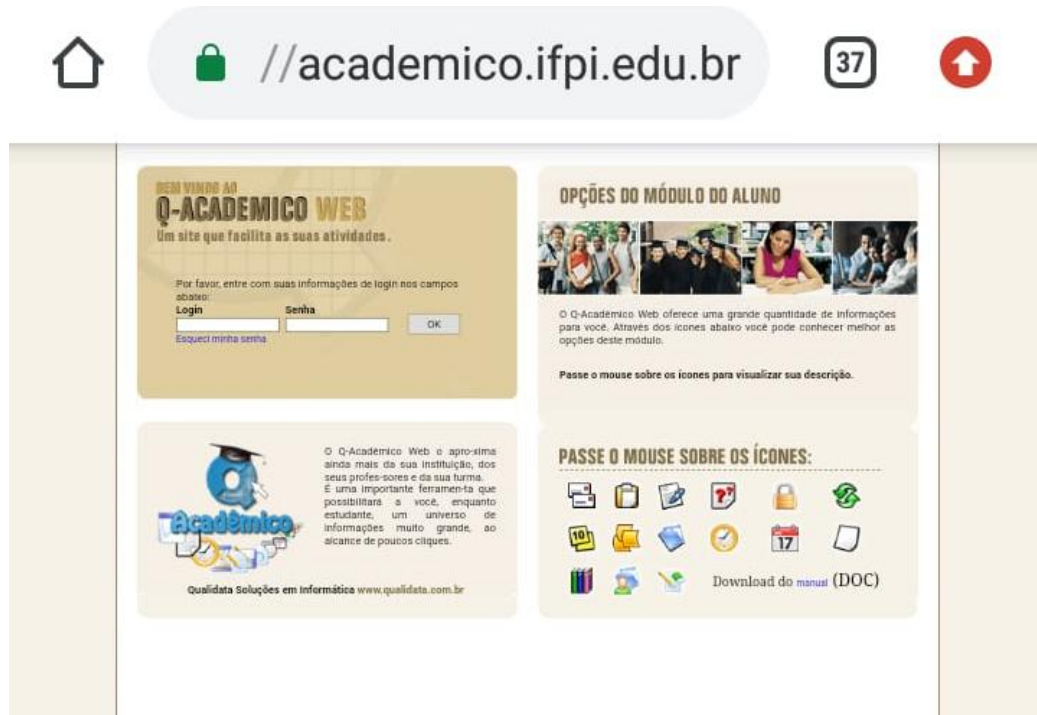 //academico.ifpi.edu.br
37
BEM VINDO AO
Q-ACADEMICO WEB
Um site que facilita as suas atividades.
Por favor, entre com suas informações de login nos campos
abaixo:
Login Senha
OK
Esqueci minha senha
OPÇÕES DO MÓDULO DO ALUNO
O Q-Acadêmico Web oferece uma grande quantidade de informações
para você. Através dos ícones abaixo você pode conhecer melhor as
opções deste módulo.
Passe o mouse sobre os ícones para visualizar sua descrição.
Q
Acadêmico
O Q-Acadêmico Web o apro-xima
ainda mais da sua instituição, dos
seus profes-sores e da sua turma.
É uma importante ferramen-ta que
possibilitará a você, enquanto
estudante, um universo de
informações muito grande, ao
alcance de poucos cliques.
Qualidata Soluções em Informática www.qualidata.com.br
PASSE O MOUSE SOBRE OS ÍCONES:
??
10
17
Download do manual (DOC)